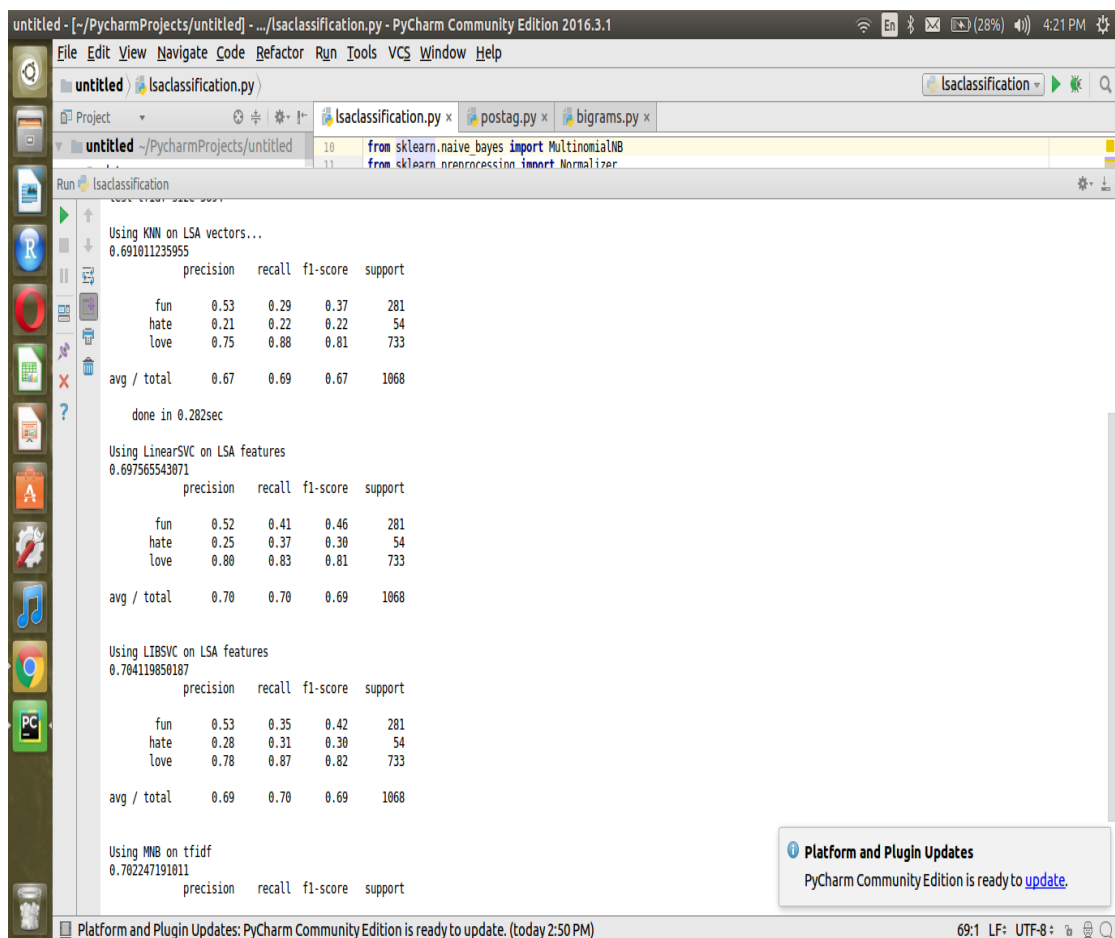 untitled - [~/PycharmProjects/untitled] - .../lsaclassification.py - PyCharm Community Edition 2016.3.1 En (28%) 4:21 PM
File Edit View Navigate Code Refactor Run Tools VCS Window Help
untitled lsaclassification.py lsaclassification
Project lsaclassification.py × postag.py × bigrams.py ×
untitled ~/PycharmProjects/untitled 10 from sklearn.naive_bayes import MultinomialNB
11 from sklearn.preprocessing import Normalizer
Run lsaclassification
Using KNN on LSA vectors...
0.691011235955
precision recall f1-score support
fun 0.53 0.29 0.37 281
hate 0.21 0.22 0.22 54
love 0.75 0.88 0.81 733
avg / total 0.67 0.69 0.67 1068
done in 0.282sec
Using LinearSVC on LSA features
0.697565543071
precision recall f1-score support
fun 0.52 0.41 0.46 281
hate 0.25 0.37 0.30 54
love 0.80 0.83 0.81 733
avg / total 0.70 0.70 0.69 1068
Using LIBSVC on LSA features
0.704119850187
precision recall f1-score support
fun 0.53 0.35 0.42 281
hate 0.28 0.31 0.30 54
love 0.78 0.87 0.82 733
avg / total 0.69 0.70 0.69 1068
Using MNB on tfidf
0.702247191011
precision recall f1-score support
Platform and Plugin Updates
PyCharm Community Edition is ready to update.
Platform and Plugin Updates: PyCharm Community Edition is ready to update. (today 2:50 PM) 69:1 LF÷ UTF-8÷